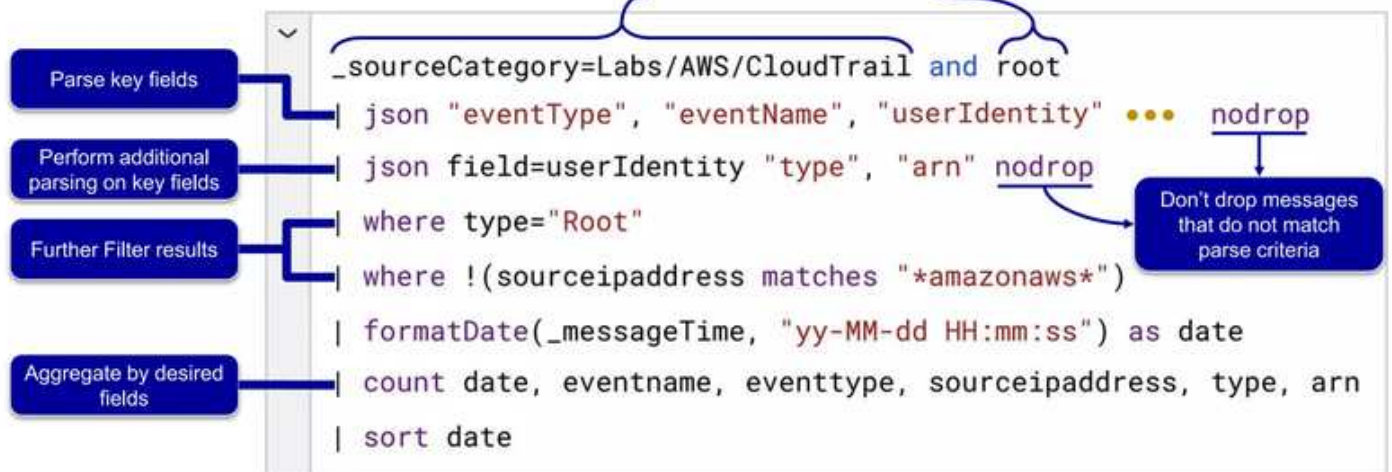 _sourceCategory=Labs/AWS/CloudTrail and root
Parse key fields
| json "eventType", "eventName", "userIdentity" ••• nodrop
Perform additional
parsing on key fields
| json field=userIdentity "type", "arn" nodrop
Don't drop messages
that do not match
parse criteria
| where type="Root"
Further Filter results
| where !(sourceipaddress matches "*amazonaws*")
| formatDate(_messageTime, "yy-MM-dd HH:mm:ss") as date
Aggregate by desired
fields
| count date, eventname, eventtype, sourceipaddress, type, arn
| sort date